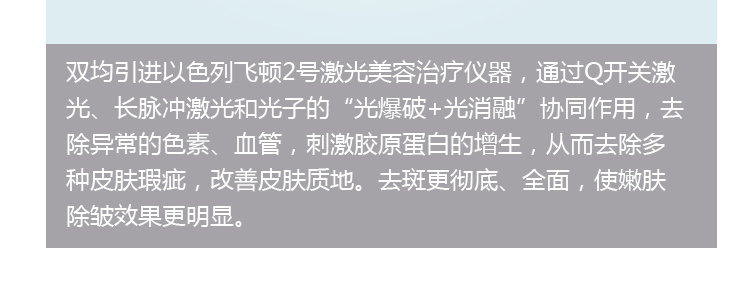 双均引进以色列飞顿2号激光美容治疗仪器，通过Q开关激
光、长脉冲激光和光子的“光爆破+光消融”协同作用，去
除异常的色素、血管，刺激胶原蛋白的增生，从而去除多
种皮肤瑕疵，改善皮肤质地。去斑更彻底、全面，使嫩肤
除皱效果更明显。